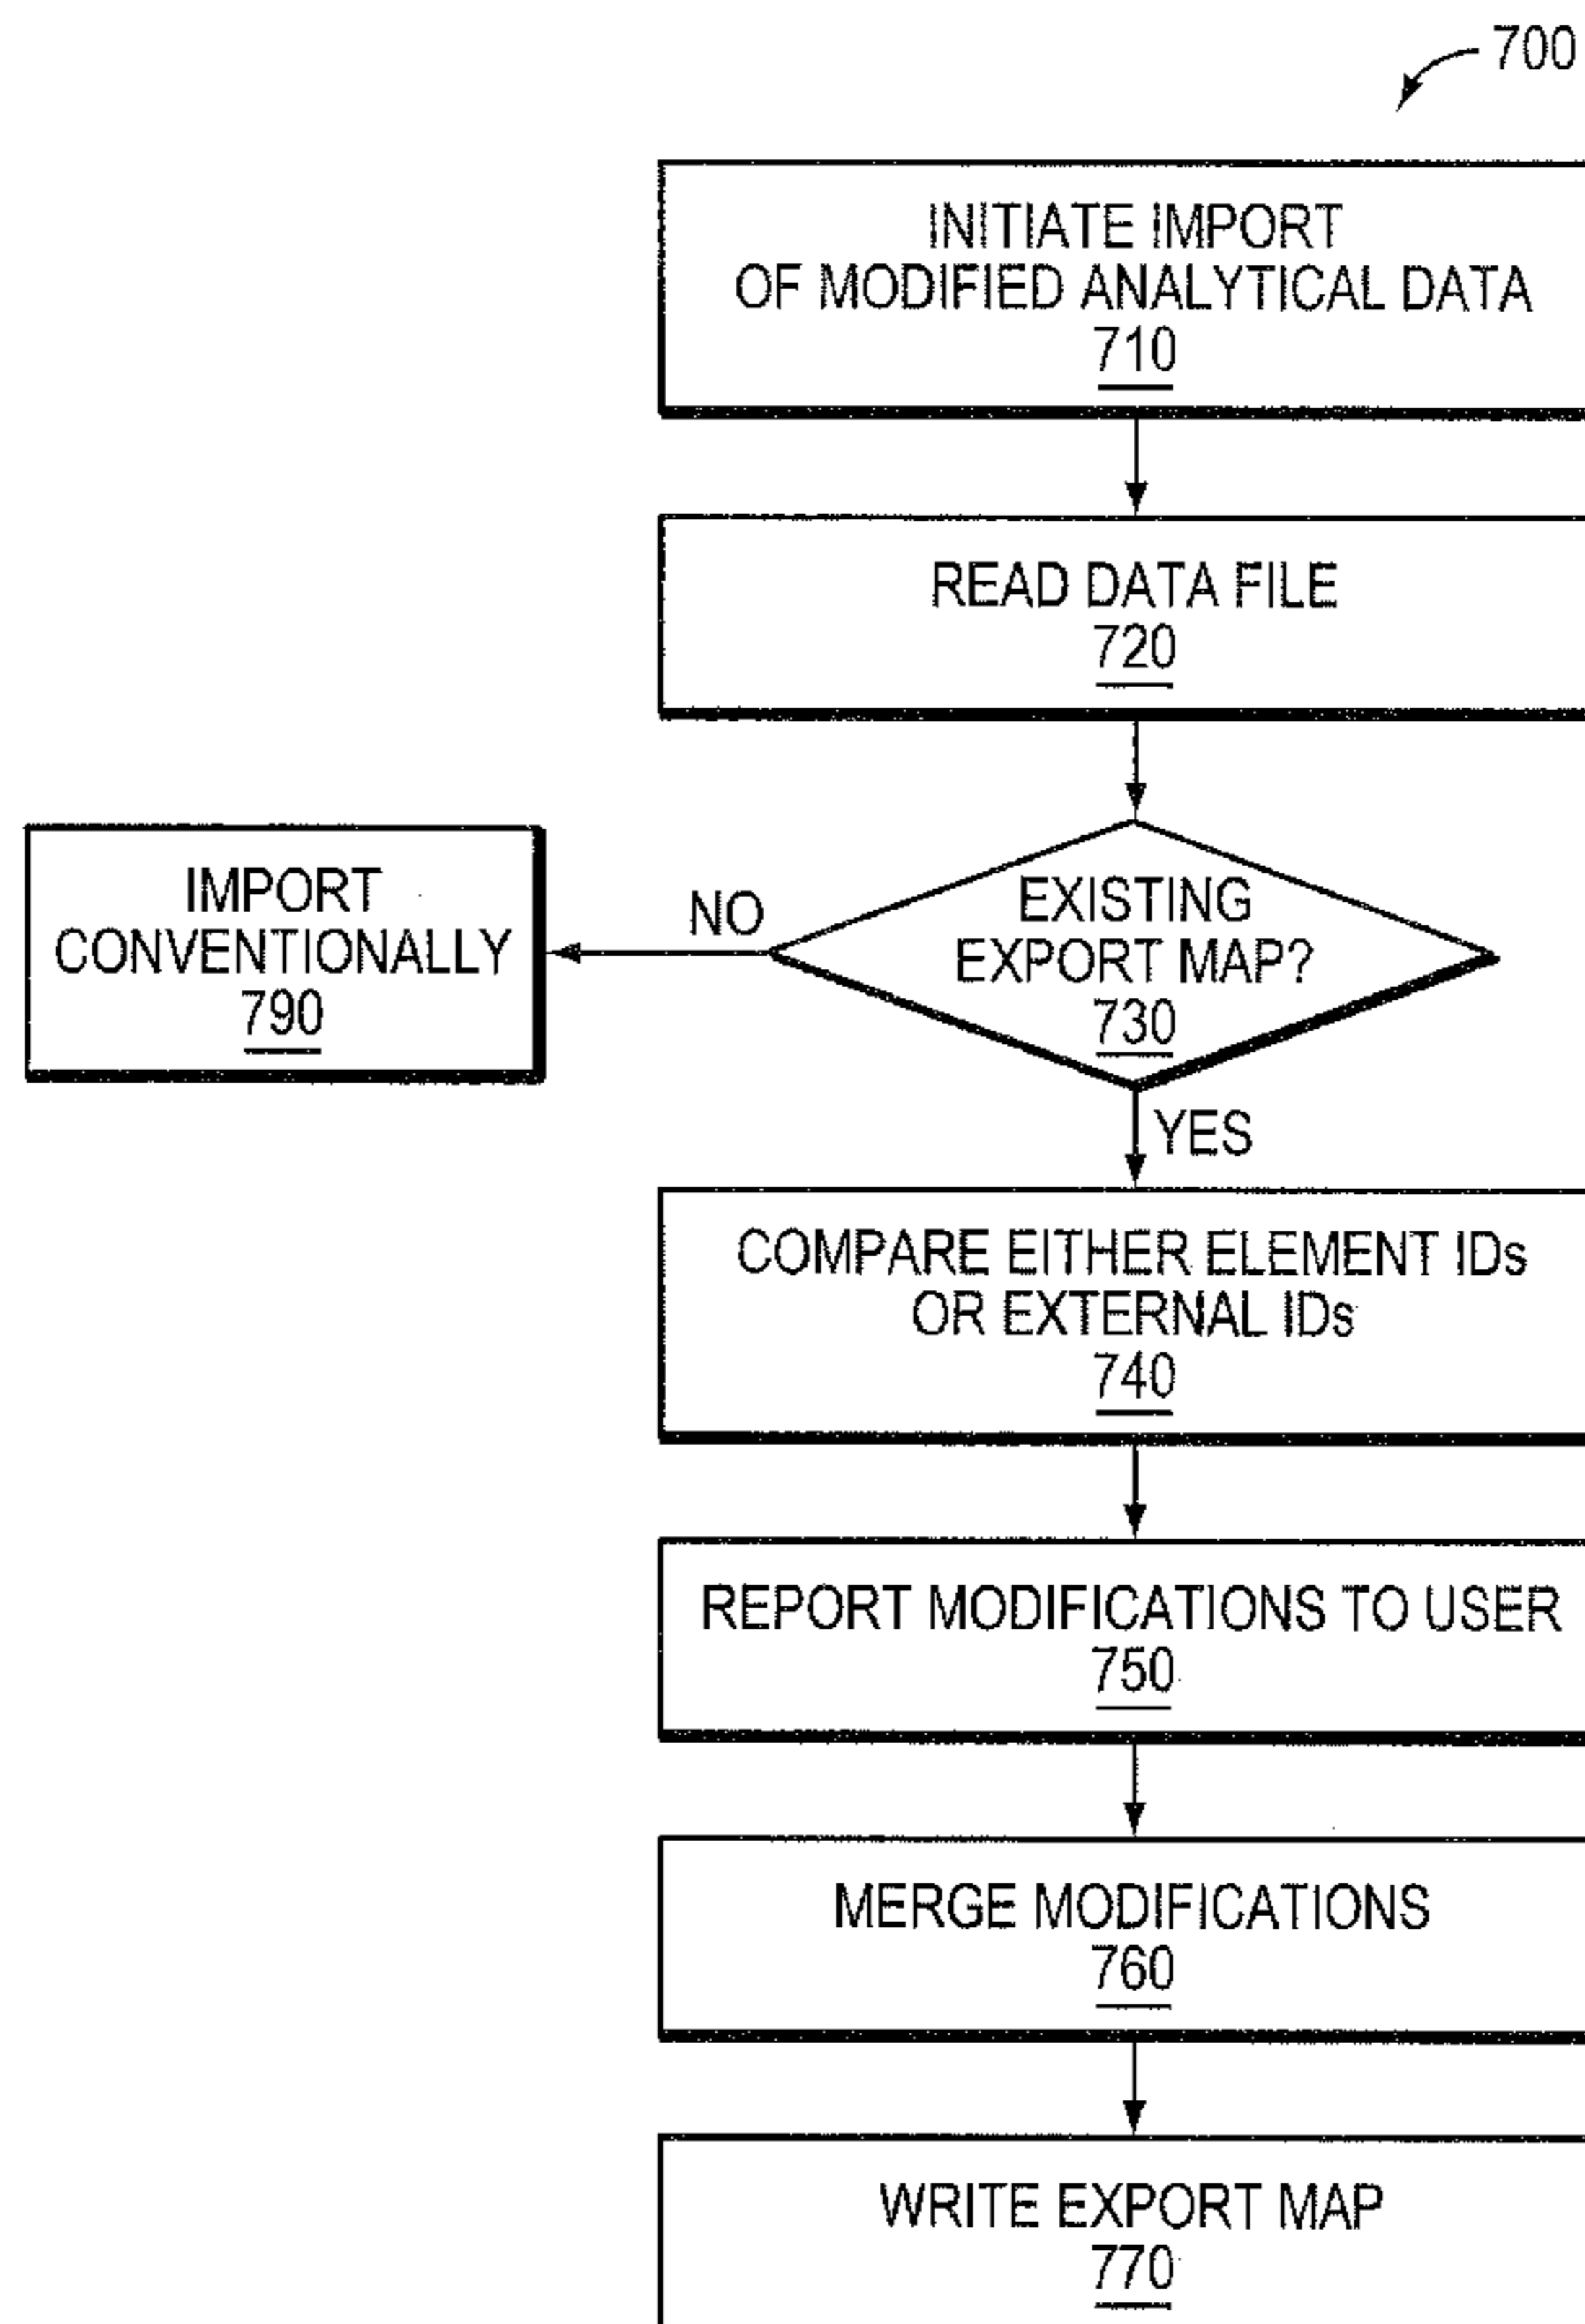 700
INITIATE IMPORT
OF MODIFIED ANALYTICAL DATA
710
READ DATA FILE
720
EXISTING
EXPORT MAP?
730
NO
IMPORT
CONVENTIONALLY
790
YES
COMPARE EITHER ELEMENT IDs
OR EXTERNAL IDs
740
REPORT MODIFICATIONS TO USER
750
MERGE MODIFICATIONS
760
WRITE EXPORT MAP
770